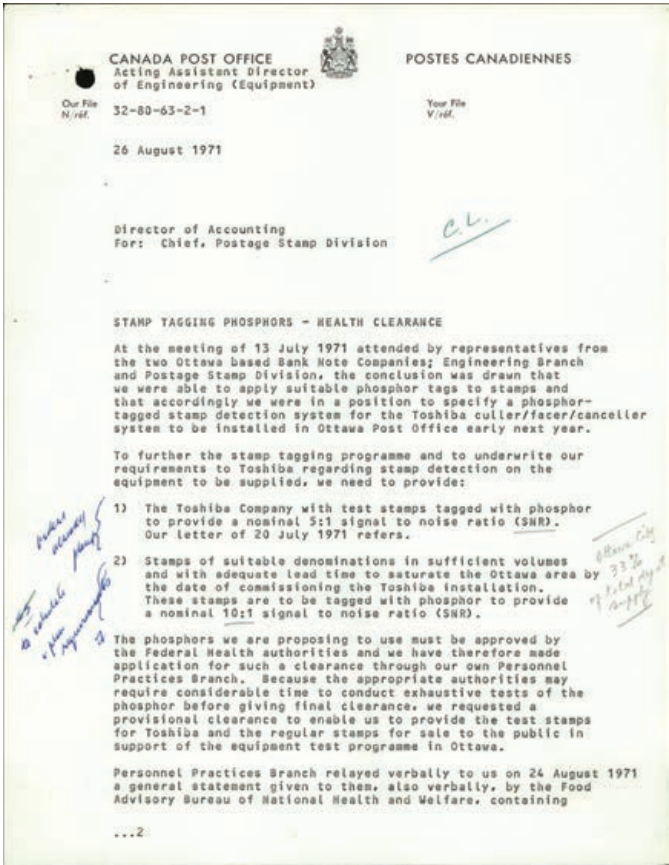 CANADA POST OFFICE
POSTES CANADIENNES
Acting Assistant Director
of Engineering (Equipment)
Our File
N/réf.
32-80-63-2-1
Your File
V/réf.
26 August 1971
Director of Accounting
For: Chief, Postage Stamp Division
C.L.
STAMP TAGGING PHOSPHORS - HEALTH CLEARANCE
At the meeting of 13 July 1971 attended by representatives from
the two Ottawa based Bank Note Companies; Engineering Branch
and Postage Stamp Division, the conclusion was drawn that
we were able to apply suitable phosphor tags to stamps and
that accordingly we were in a position to specify a phosphor-
tagged stamp detection system for the Toshiba culler/facer/canceller
system to be installed in Ottawa Post Office early next year.
To further the stamp tagging programme and to underwrite our
requirements to Toshiba regarding stamp detection on the
equipment to be supplied, we need to provide:
1) The Toshiba Company with test stamps tagged with phosphor
to provide a nominal 5:1 signal to noise ratio (SNR).
Our letter of 20 July 1971 refers.
2) Stamps of suitable denominations in sufficient volumes
and with adequate lead time to saturate the Ottawa area by
the date of commissioning the Toshiba installation.
These stamps are to be tagged with phosphor to provide
a nominal 10:1 signal to noise ratio (SNR).
Ottawa City
33%
of total
supply
requirements
The phosphors we are proposing to use must be approved by
the Federal Health authorities and we have therefore made
application for such a clearance through our own Personnel
Practices Branch. Because the appropriate authorities may
require considerable time to conduct exhaustive tests of the
phosphor before giving final clearance, we requested a
provisional clearance to enable us to provide the test stamps
for Toshiba and the regular stamps for sale to the public in
support of the equipment test programme in Ottawa.
Personnel Practices Branch relayed verbally to us on 24 August 1971
a general statement given to them, also verbally, by the Food
Advisory Bureau of National Health and Welfare, containing
...2